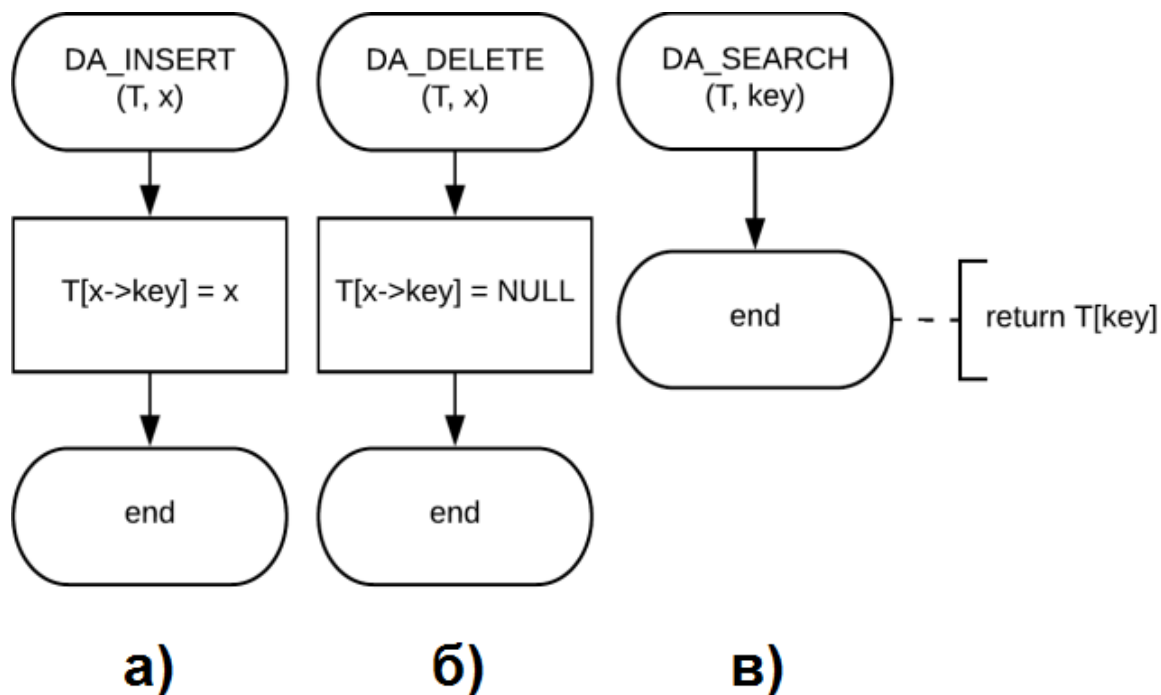 DA_INSERT
(T, x)
T[x->key] = x
end
а)
DA_DELETE
(T, x)
T[x->key] = NULL
end
б)
DA_SEARCH
(T, key)
end
return T[key]
в)